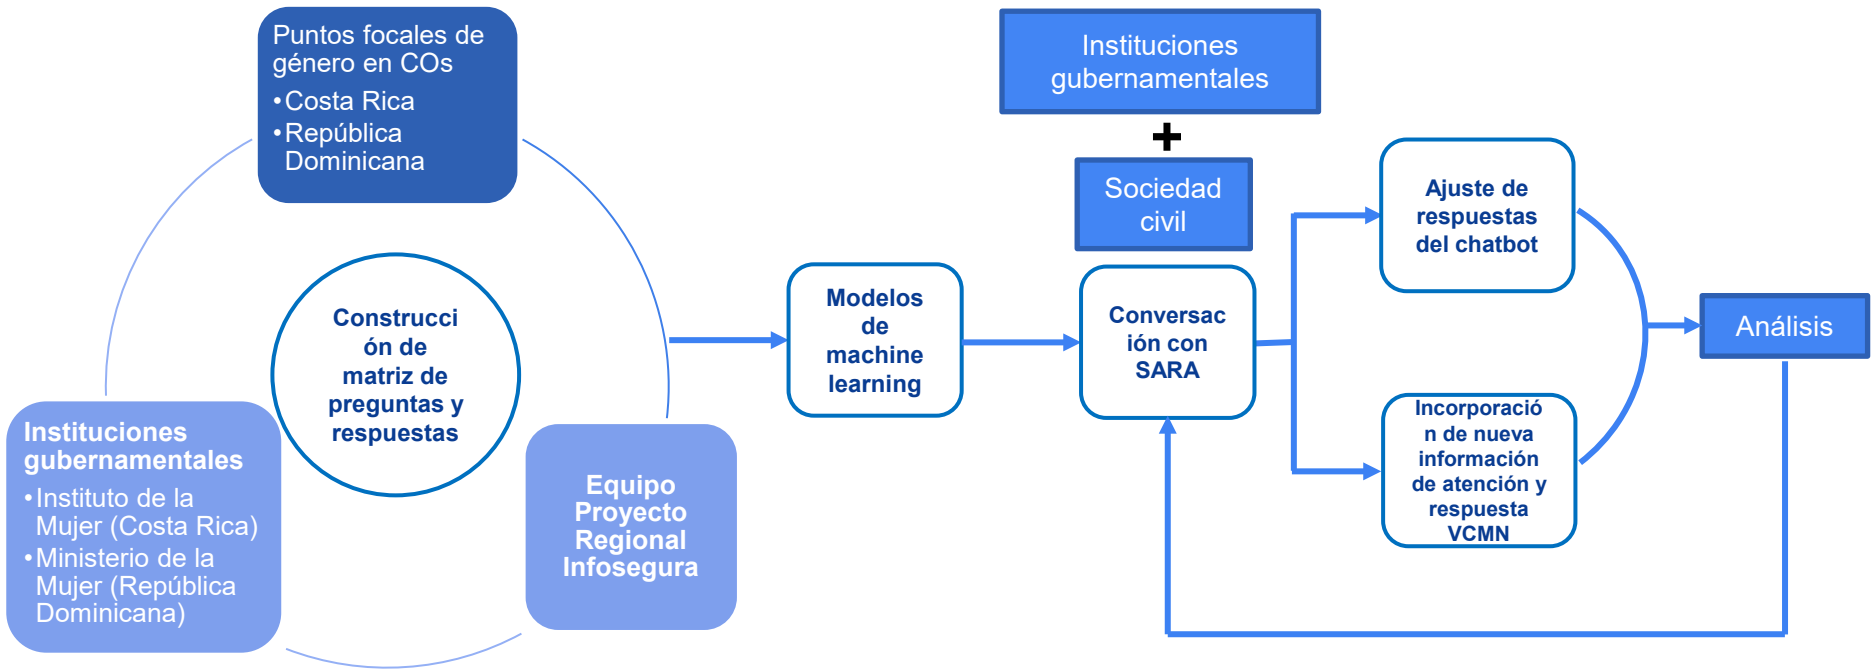 Puntos focales de
género en COs
•Costa Rica
•República
Dominicana
Construcci
ón de
matriz de
preguntas y
respuestas
Instituciones
gubernamentales
•Instituto de la
Mujer (Costa Rica)
•Ministerio de la
Mujer (República
Dominicana)
Equipo
Proyecto
Regional
Infosegura
Modelos
de
machine
learning
Instituciones
gubernamentales
+
Sociedad
civil
Conversac
ión con
SARA
Ajuste de
respuestas
del chatbot
Incorporació
n de nueva
información
de atención y
respuesta
VCMN
Análisis